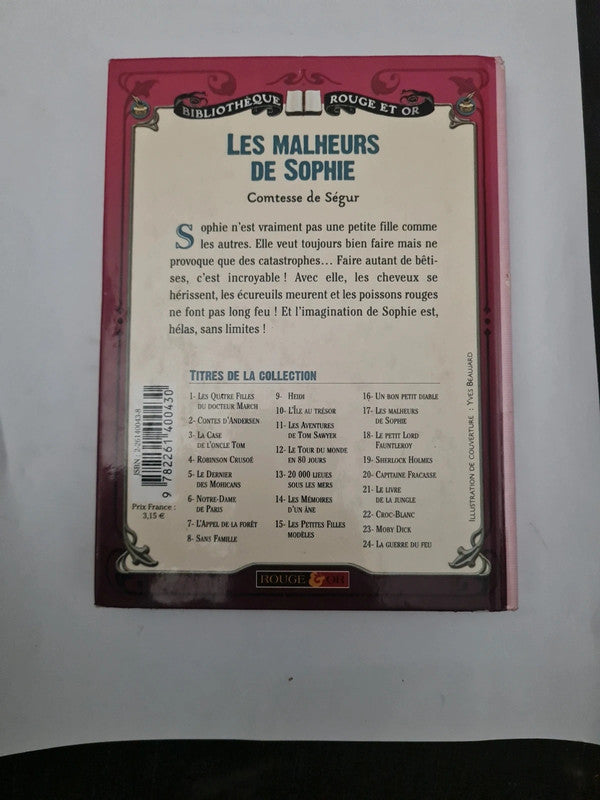 BIBLIOTHÈQUE ROUGE ET OR
LES MALHEURS
DE SOPHIE
Comtesse de Ségur
Sophie n'est vraiment pas une petite fille comme
les autres. Elle veut toujours bien faire mais ne
provoque que des catastrophes... Faire autant de bêti-
ses, c'est incroyable ! Avec elle, les cheveux se
hérissent, les écureuils meurent et les poissons rouges
ne font pas long feu ! Et l'imagination de Sophie est,
hélas, sans limites !
TITRES DE LA COLLECTION
1- LES QUATRE FILLES
DU DOCTEUR MARCH
2- CONTES D'ANDERSEN
3- LA CASE
DE L'ONCLE TOM
4- ROBINSON CRUSOÉ
5- LE DERNIER
DES MOHICANS
6- NOTRE-DAME
DE PARIS
7- L'APPEL DE LA FORÊT
8- SANS FAMILLE
9- HEIDI
10- L'ÎLE AU TRÉSOR
11- LES AVENTURES
DE TOM SAWYER
12- LE TOUR DU MONDE
EN 80 JOURS
13- 20 000 LIEUES
SOUS LES MERS
14- LES MÉMOIRES
D'UN ÂNE
15- LES PETITES FILLES
MODÈLES
16- UN BON PETIT DIABLE
17- LES MALHEURS
DE SOPHIE
18- LE PETIT LORD
FAUNTLEROY
19- SHERLOCK HOLMES
20- CAPITAINE FRACASSE
21- LE LIVRE
DE LA JUNGLE
22- CROC-BLANC
23- MOBY DICK
24- LA GUERRE DU FEU
ISBN : 2-261-40043-8
9 782261 400430
Prix France :
3,15 €
ILLUSTRATION DE COUVERTURE : YVES BEAUJARD
ROUGE & OR